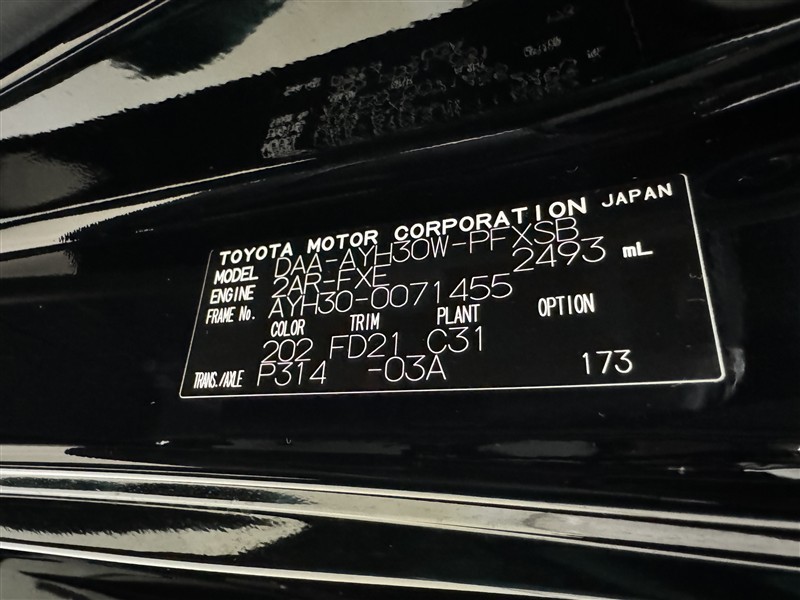 TOYOTA MOTOR CORPORATION JAPAN
MODEL DAA-AYH30W-PFXSB
ENGINE 2AR-FXE 2493 mL
FRAME No. AYH30-0071455
COLOR TRIM PLANT OPTION
202 FD21 C31
TRANS./AXLE P314 -03A 173